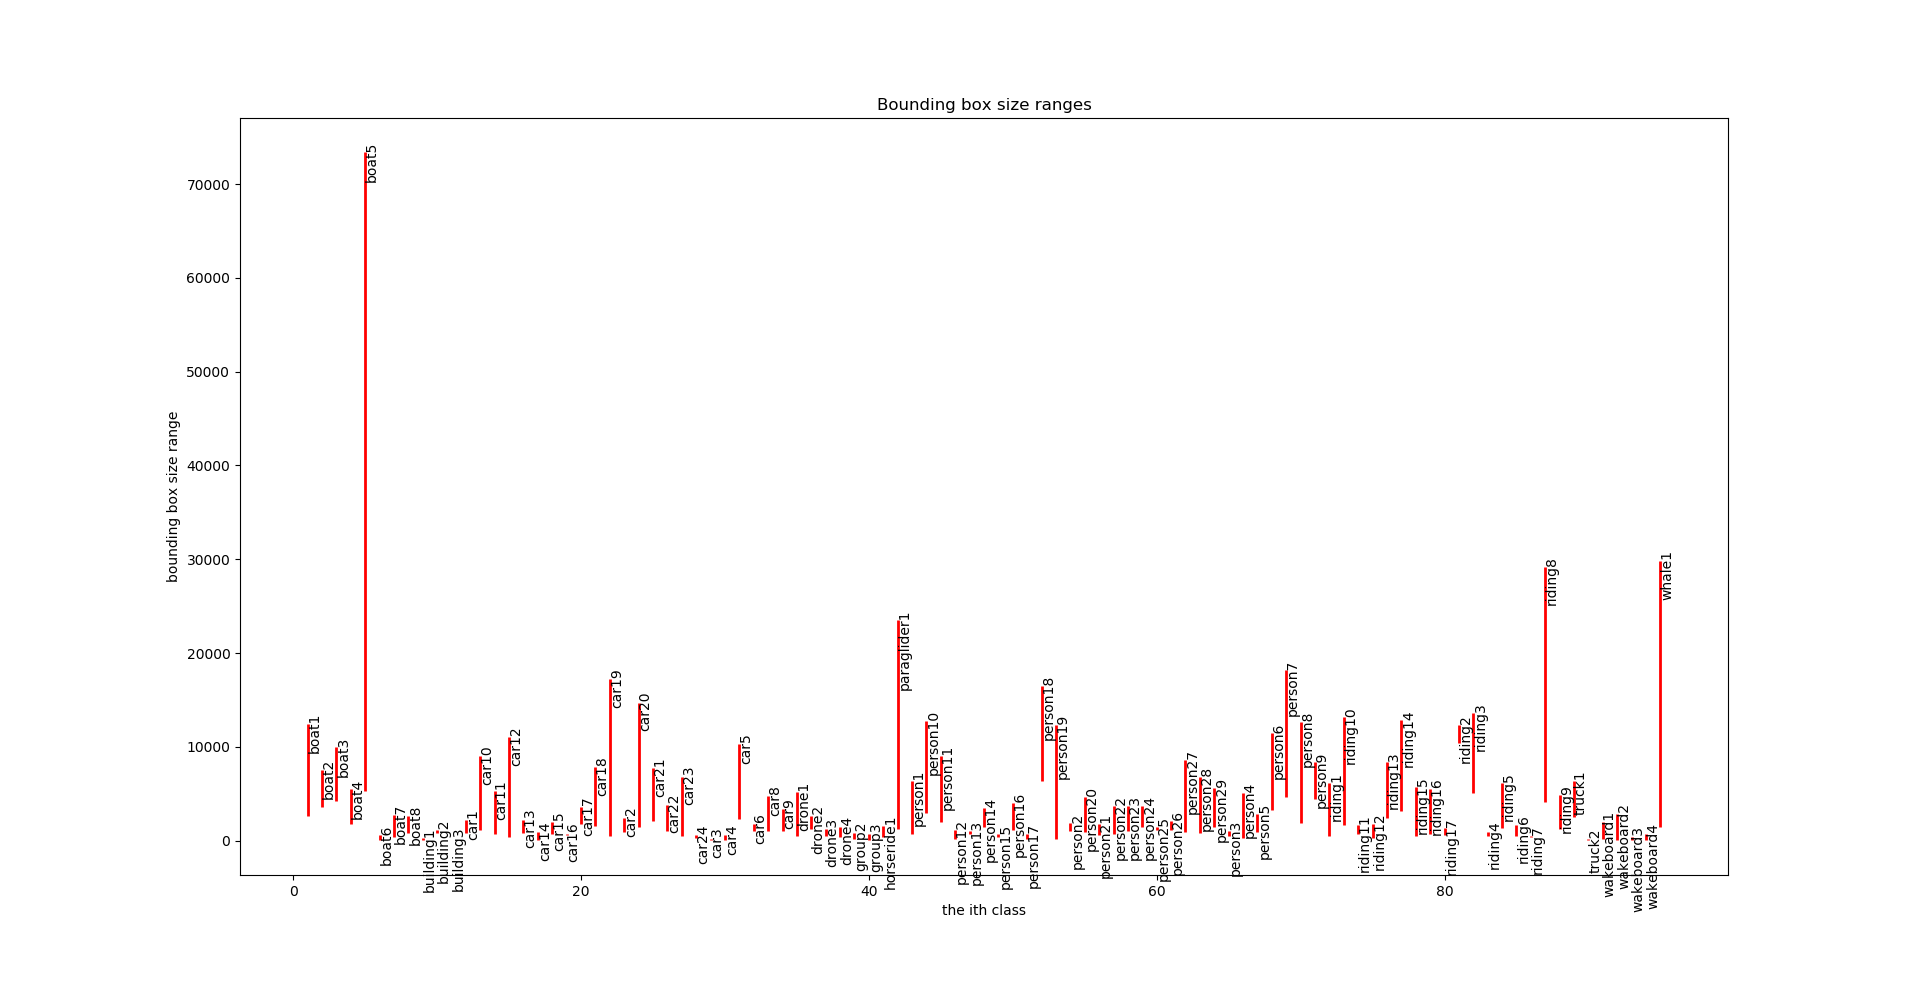 Bounding box size ranges
bounding box size range
70000
60000
50000
40000
30000
20000
10000
0
boat1
boat2
boat3
boat4
boat5
boat6
boat7
boat8
building1
building2
building3
car1
car10
car11
car12
car13
car14
car15
car16
car17
car18
car19
car2
car20
car21
car22
car23
car24
car3
car4
car5
car6
car8
car9
drone1
drone2
drone3
drone4
group2
group3
horseride1
paraglider1
person1
person10
person11
person12
person13
person14
person15
person16
person17
person18
person19
person2
person20
person21
person22
person23
person24
person25
person26
person27
person28
person29
person3
person4
person5
person6
person7
person8
person9
riding1
riding10
riding11
riding12
riding13
riding14
riding15
riding16
riding17
riding2
riding3
riding4
riding5
riding6
riding7
riding8
riding9
truck1
truck2
wakeboard1
wakeboard2
wakeboard3
wakeboard4
whale1
0
20
40
60
80
the ith class